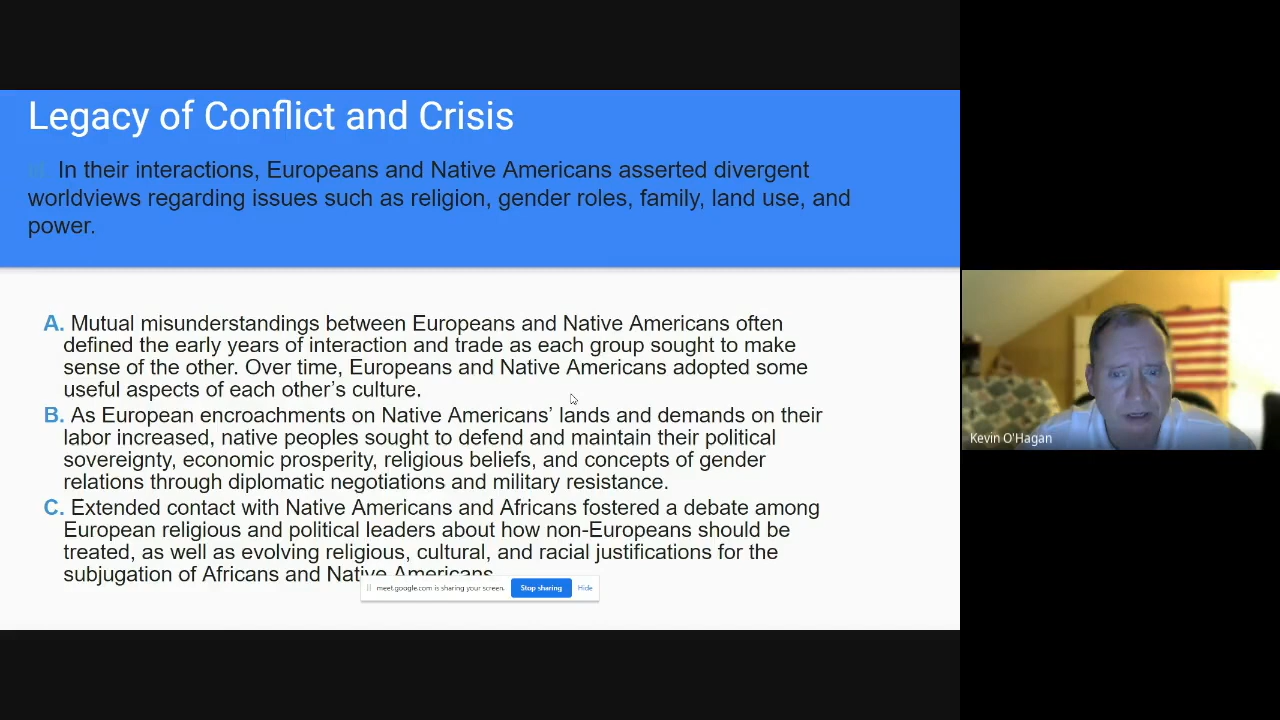 Legacy of Conflict and Crisis
In their interactions, Europeans and Native Americans asserted divergent
worldviews regarding issues such as religion, gender roles, family, land use, and
power.
A. Mutual misunderstandings between Europeans and Native Americans often
defined the early years of interaction and trade as each group sought to make
sense of the other. Over time, Europeans and Native Americans adopted some
useful aspects of each other’s culture.
B. As European encroachments on Native Americans’ lands and demands on their
labor increased, native peoples sought to defend and maintain their political
sovereignty, economic prosperity, religious beliefs, and concepts of gender
relations through diplomatic negotiations and military resistance.
C. Extended contact with Native Americans and Africans fostered a debate among
European religious and political leaders about how non-Europeans should be
treated, as well as evolving religious, cultural, and racial justifications for the
subjugation of Africans and Native Americans.
meet.google.com is sharing your screen. Stop sharing Hide
Kevin O'Hagan